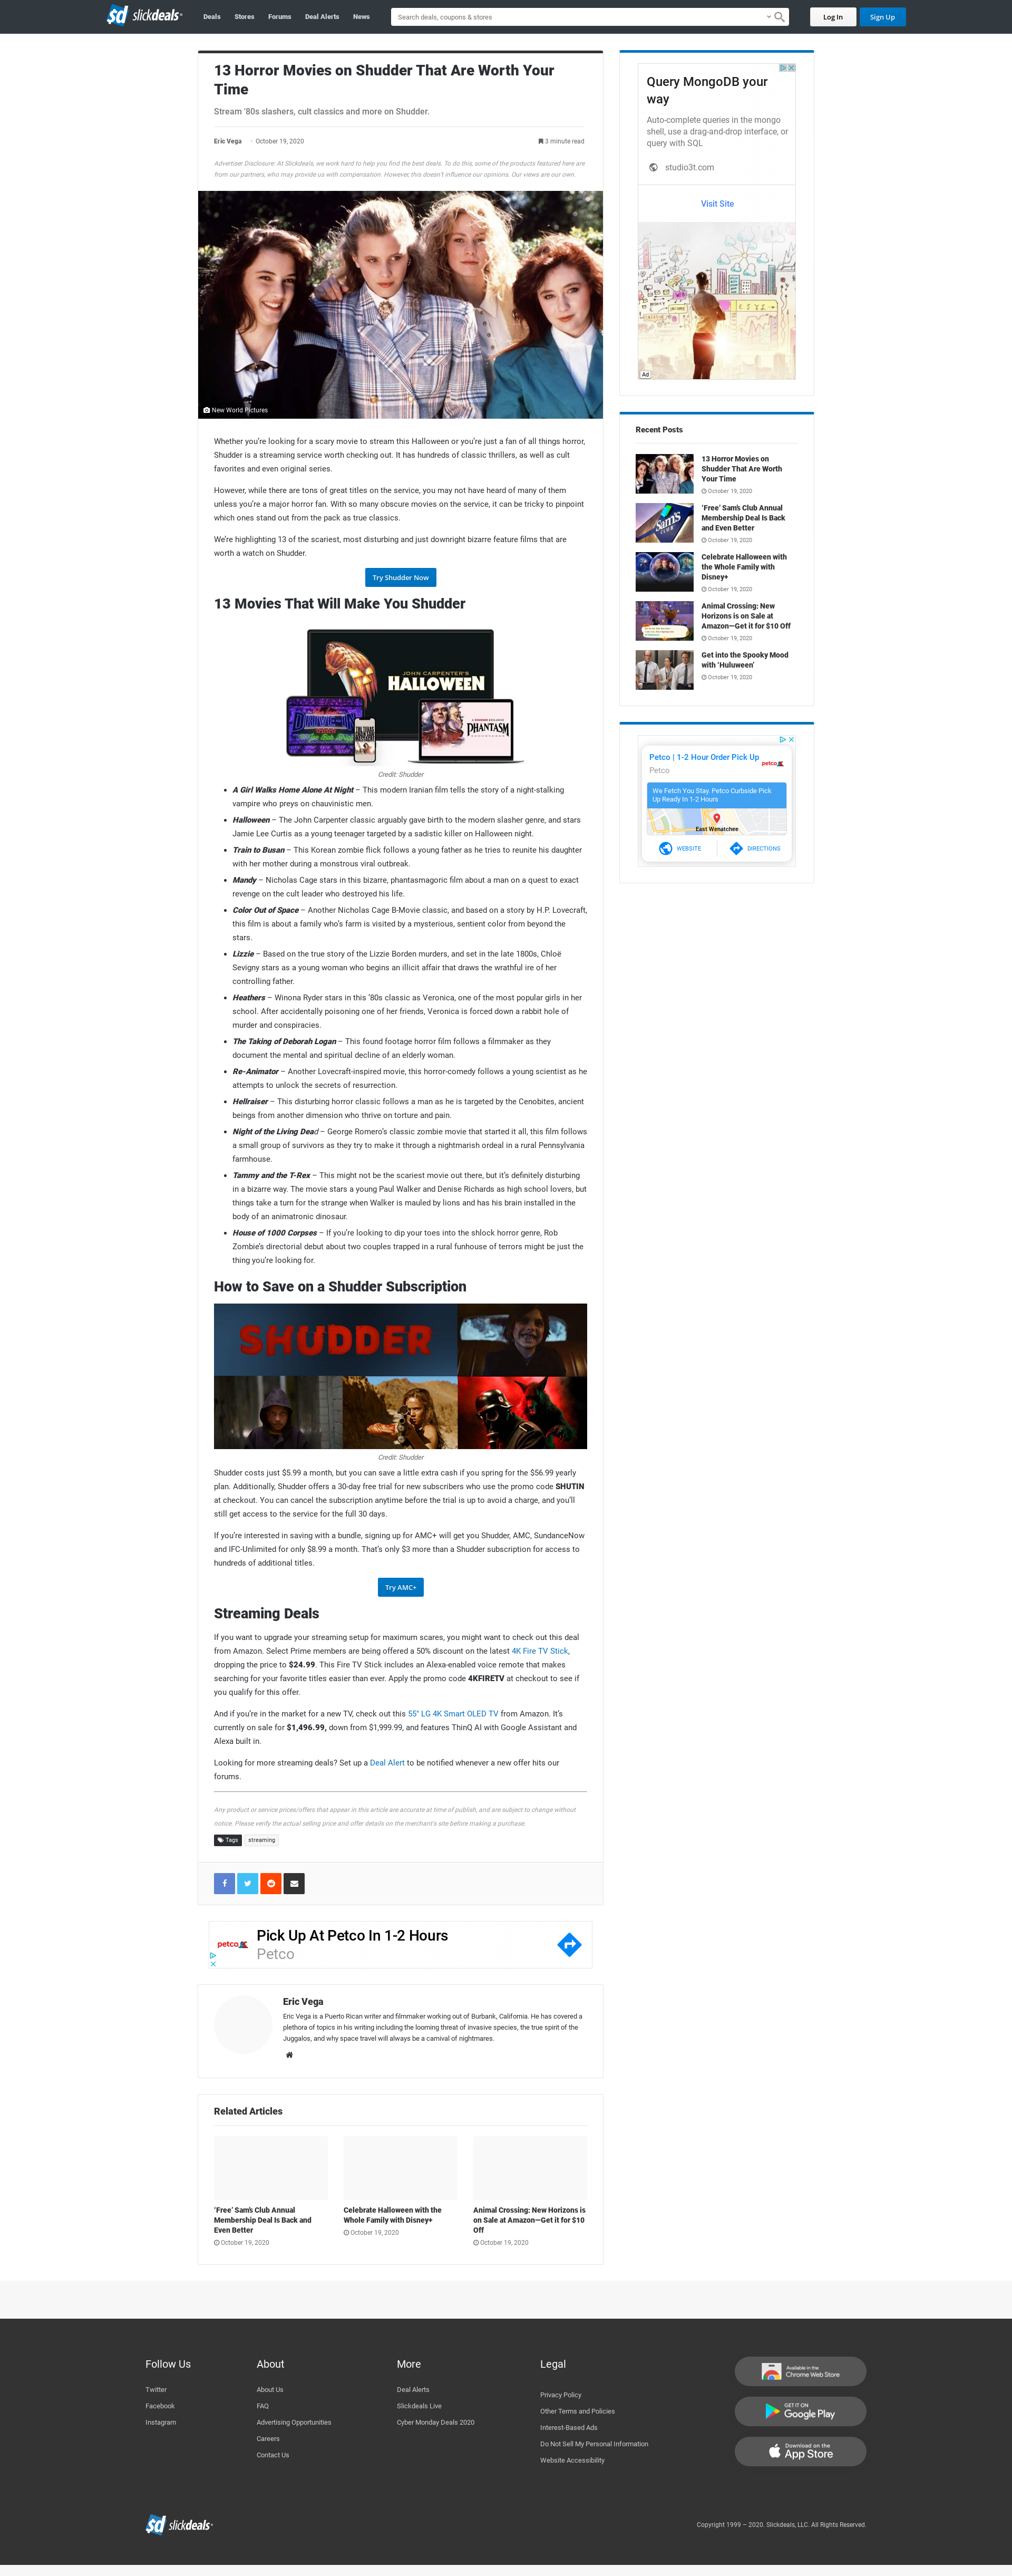 slickdeals
Deals
Stores
Forums
Deal Alerts
News
Search deals, coupons & stores
Log In
Sign Up
13 Horror Movies on Shudder That Are Worth Your
Time
Stream '80s slashers, cult classics and more on Shudder.
Eric Vega · October 19, 2020
3 minute read
Advertiser Disclosure: At Slickdeals, we work hard to help you find the best deals. To do this, some of the products featured here are
from our partners, who may provide us with compensation. However, this doesn't influence our opinions. Our views are our own.
New World Pictures
Whether you're looking for a scary movie to stream this Halloween or you're just a fan of all things horror,
Shudder is a streaming service worth checking out. It has hundreds of classic thrillers, as well as cult
favorites and even original series.
However, while there are tons of great titles on the service, you may not have heard of many of them
unless you're a major horror fan. With so many obscure movies on the service, it can be tricky to pinpoint
which ones stand out from the pack as true classics.
We're highlighting 13 of the scariest, most disturbing and just downright bizarre feature films that are
worth a watch on Shudder.
Try Shudder Now
13 Movies That Will Make You Shudder
JOHN CARPENTER'S
HALLOWEEN
PHANTASM
Credit: Shudder
• A Girl Walks Home Alone At Night – This modern Iranian film tells the story of a night-stalking
vampire who preys on chauvinistic men.
• Halloween – The John Carpenter classic arguably gave birth to the modern slasher genre, and stars
Jamie Lee Curtis as a young teenager targeted by a sadistic killer on Halloween night.
• Train to Busan – This Korean zombie flick follows a young father as he tries to reunite his daughter
with her mother during a monstrous viral outbreak.
• Mandy – Nicholas Cage stars in this bizarre, phantasmagoric film about a man on a quest to exact
revenge on the cult leader who destroyed his life.
• Color Out of Space – Another Nicholas Cage B-Movie classic, and based on a story by H.P. Lovecraft,
this film is about a family who's farm is visited by a mysterious, sentient color from beyond the
stars.
• Lizzie – Based on the true story of the Lizzie Borden murders, and set in the late 1800s, Chloë
Sevigny stars as a young woman who begins an illicit affair that draws the wrathful ire of her
controlling father.
• Heathers – Winona Ryder stars in this '80s classic as Veronica, one of the most popular girls in her
school. After accidentally poisoning one of her friends, Veronica is forced down a rabbit hole of
murder and conspiracies.
• The Taking of Deborah Logan – This found footage horror film follows a filmmaker as they
document the mental and spiritual decline of an elderly woman.
• Re-Animator – Another Lovecraft-inspired movie, this horror-comedy follows a young scientist as he
attempts to unlock the secrets of resurrection.
• Hellraiser – This disturbing horror classic follows a man as he is targeted by the Cenobites, ancient
beings from another dimension who thrive on torture and pain.
• Night of the Living Dead – George Romero's classic zombie movie that started it all, this film follows
a small group of survivors as they try to make it through a nightmarish ordeal in a rural Pennsylvania
farmhouse.
• Tammy and the T-Rex – This might not be the scariest movie out there, but it's definitely disturbing
in a bizarre way. The movie stars a young Paul Walker and Denise Richards as high school lovers, but
things take a turn for the strange when Walker is mauled by lions and has his brain installed in the
body of an animatronic dinosaur.
• House of 1000 Corpses – If you're looking to dip your toes into the shlock horror genre, Rob
Zombie's directorial debut about two couples trapped in a rural funhouse of terrors might be just the
thing you're looking for.
How to Save on a Shudder Subscription
SHUDDER
Credit: Shudder
Shudder costs just $5.99 a month, but you can save a little extra cash if you spring for the $56.99 yearly
plan. Additionally, Shudder offers a 30-day free trial for new subscribers who use the promo code SHUTIN
at checkout. You can cancel the subscription anytime before the trial is up to avoid a charge, and you'll
still get access to the service for the full 30 days.
If you're interested in saving with a bundle, signing up for AMC+ will get you Shudder, AMC, SundanceNow
and IFC-Unlimited for only $8.99 a month. That's only $3 more than a Shudder subscription for access to
hundreds of additional titles.
Try AMC+
Streaming Deals
If you want to upgrade your streaming setup for maximum scares, you might want to check out this deal
from Amazon. Select Prime members are being offered a 50% discount on the latest 4K Fire TV Stick,
dropping the price to $24.99. This Fire TV Stick includes an Alexa-enabled voice remote that makes
searching for your favorite titles easier than ever. Apply the promo code 4KFIRETV at checkout to see if
you qualify for this offer.
And if you're in the market for a new TV, check out this 55" LG 4K Smart OLED TV from Amazon. It's
currently on sale for $1,496.99, down from $1,999.99, and features ThinQ AI with Google Assistant and
Alexa built in.
Looking for more streaming deals? Set up a Deal Alert to be notified whenever a new offer hits our
forums.
Any product or service prices/offers that appear in this article are accurate at time of publish, and are subject to change without
notice. Please verify the actual selling price and offer details on the merchant's site before making a purchase.
Tags
streaming
petco
Pick Up At Petco In 1-2 Hours
Petco
Eric Vega
Eric Vega is a Puerto Rican writer and filmmaker working out of Burbank, California. He has covered a
plethora of topics in his writing including the looming threat of invasive species, the true spirit of the
Juggalos, and why space travel will always be a carnival of nightmares.
Related Articles
'Free' Sam's Club Annual
Membership Deal Is Back and
Even Better
October 19, 2020
Celebrate Halloween with the
Whole Family with Disney+
October 19, 2020
Animal Crossing: New Horizons is
on Sale at Amazon—Get it for $10
Off
October 19, 2020
Query MongoDB your
way
Auto-complete queries in the mongo
shell, use a drag-and-drop interface, or
query with SQL
studio3t.com
Visit Site
Ad
Recent Posts
13 Horror Movies on
Shudder That Are Worth
Your Time
October 19, 2020
Sam's
'Free' Sam's Club Annual
Membership Deal Is Back
and Even Better
October 19, 2020
Celebrate Halloween with
the Whole Family with
Disney+
October 19, 2020
Animal Crossing: New
Horizons is on Sale at
Amazon—Get it for $10 Off
October 19, 2020
Get into the Spooky Mood
with 'Huluween'
October 19, 2020
Petco | 1-2 Hour Order Pick Up
Petco
petco
We Fetch You Stay. Petco Curbside Pick
Up Ready In 1-2 Hours
East Wenatchee
WEBSITE
DIRECTIONS
Follow Us
Twitter
Facebook
Instagram
About
About Us
FAQ
Advertising Opportunities
Careers
Contact Us
More
Deal Alerts
Slickdeals Live
Cyber Monday Deals 2020
Legal
Privacy Policy
Other Terms and Policies
Interest-Based Ads
Do Not Sell My Personal Information
Website Accessibility
Available in the
Chrome Web Store
GET IT ON
Google Play
Download on the
App Store
slickdeals
Copyright 1999 – 2020. Slickdeals, LLC. All Rights Reserved.